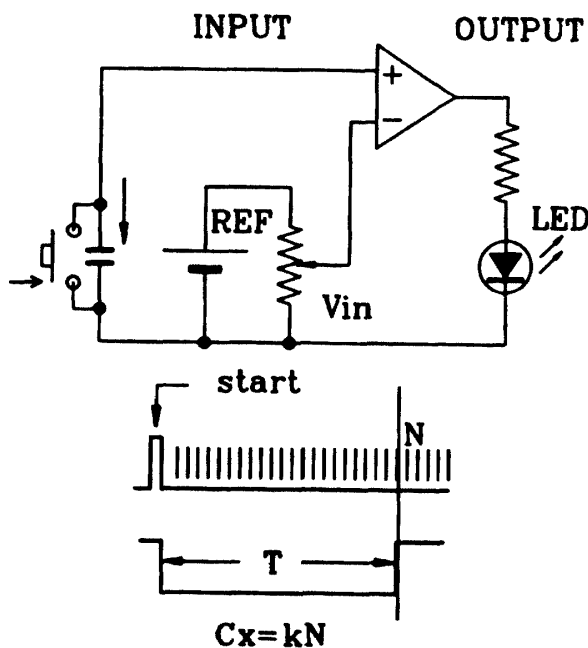 INPUT
OUTPUT
+
−
REF
LED
Vin
start
N
T
Cx=kN